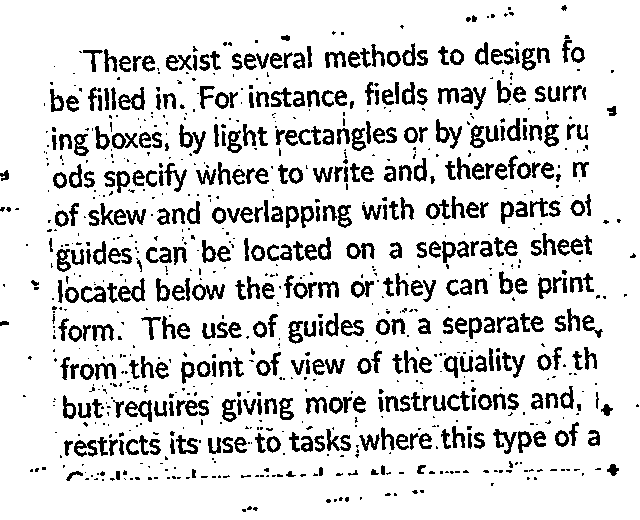 There exist several methods to design fo
be filled in. For instance, fields may be surr
ing boxes, by light rectangles or by guiding ru
ods specify where to write and, therefore, m
of skew and overlapping with other parts of
guides can be located on a separate sheet
located below the form or they can be print
form. The use of guides on a separate she
from the point of view of the quality of th
but requires giving more instructions and, i
restricts its use to tasks where this type of a